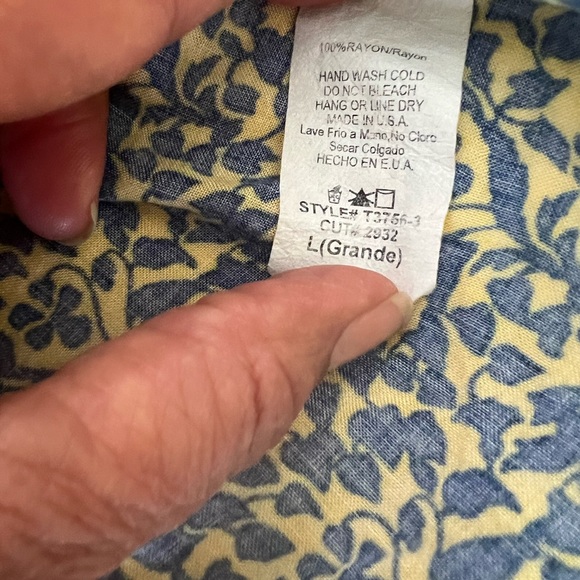 100%RAYON/Rayon
HAND WASH COLD
DO NOT BLEACH
HANG OR LINE DRY
MADE IN U.S.A.
Lave Frio a Mano,No Cloro
Secar Colgado
HECHO EN E.U.A.
STYLE# T3756-3
CUT# 2932
L(Grande)